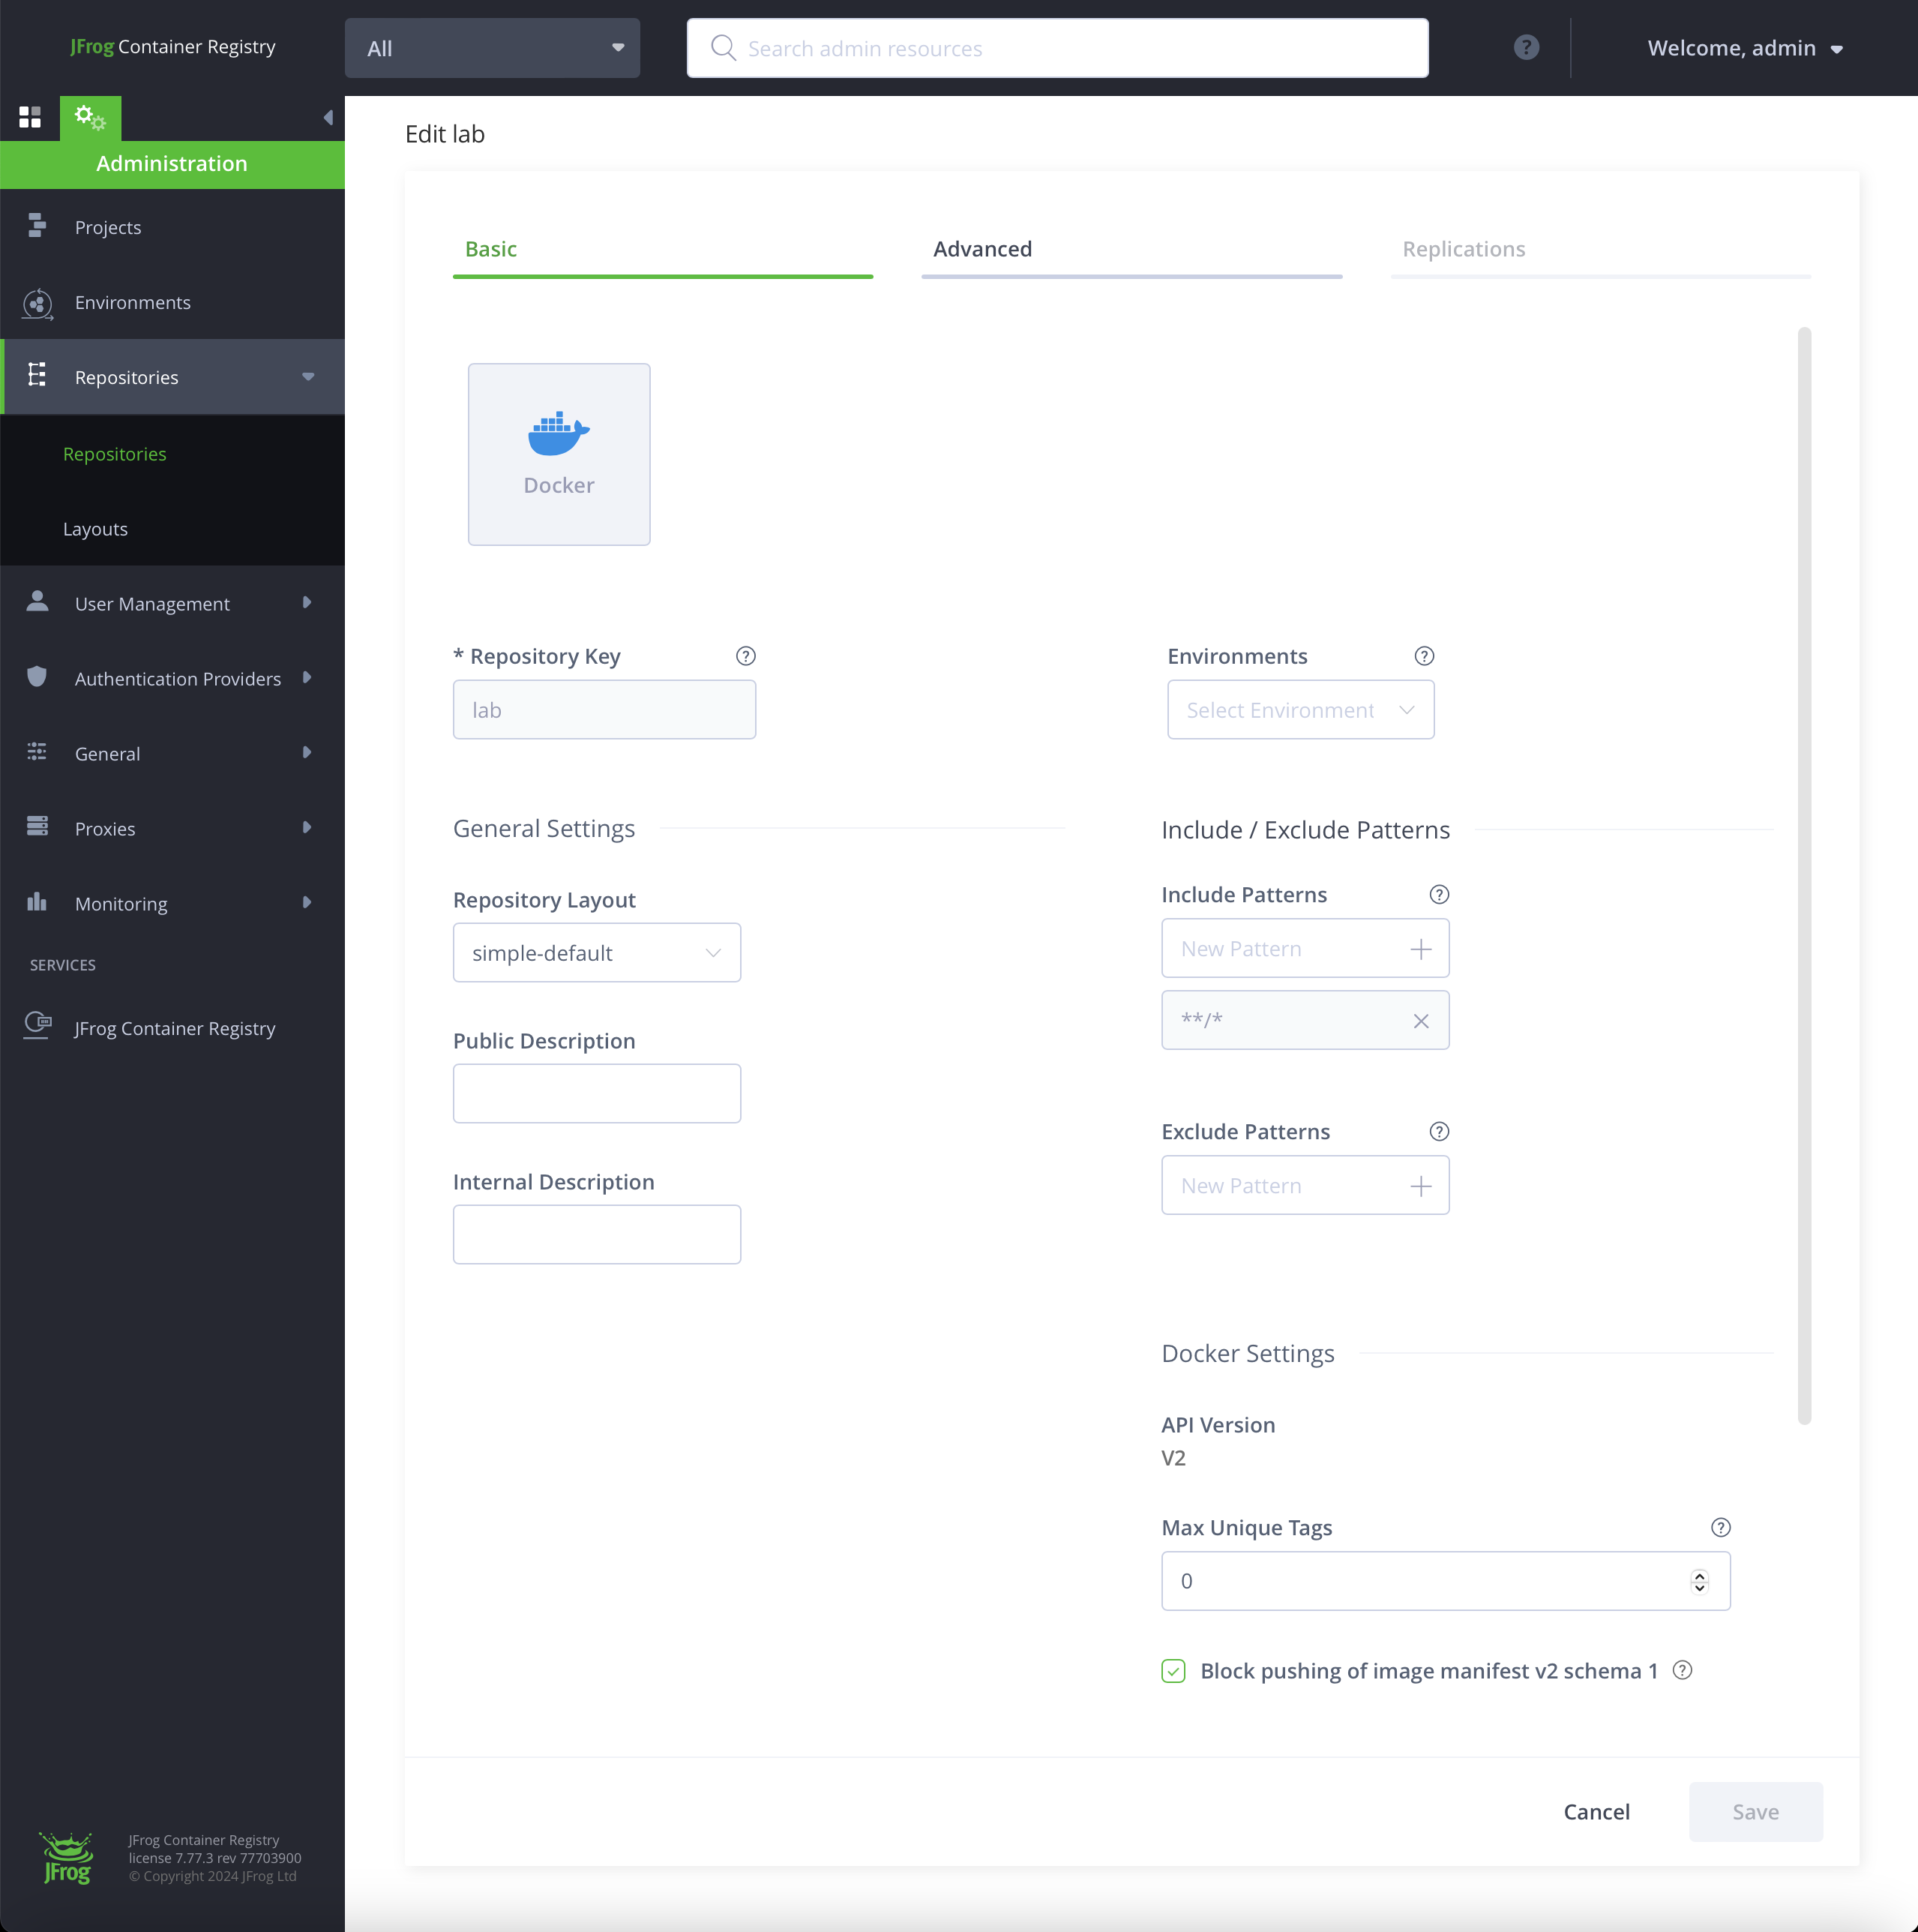 JFrog Container Registry
All
Search admin resources
?
Welcome, admin
Administration
Projects
Environments
Repositories
Repositories
Layouts
User Management
Authentication Providers
General
Proxies
Monitoring
SERVICES
JFrog Container Registry
JFrog
JFrog Container Registry
license 7.77.3 rev 77703900
© Copyright 2024 JFrog Ltd
Edit lab
Basic
Advanced
Replications
Docker
* Repository Key ?
lab
Environments ?
Select Environment
General Settings
Repository Layout
simple-default
Public Description
Internal Description
Include / Exclude Patterns
Include Patterns ?
New Pattern
**/*
Exclude Patterns ?
New Pattern
Docker Settings
API Version
V2
Max Unique Tags ?
0
Block pushing of image manifest v2 schema 1 ?
Cancel
Save